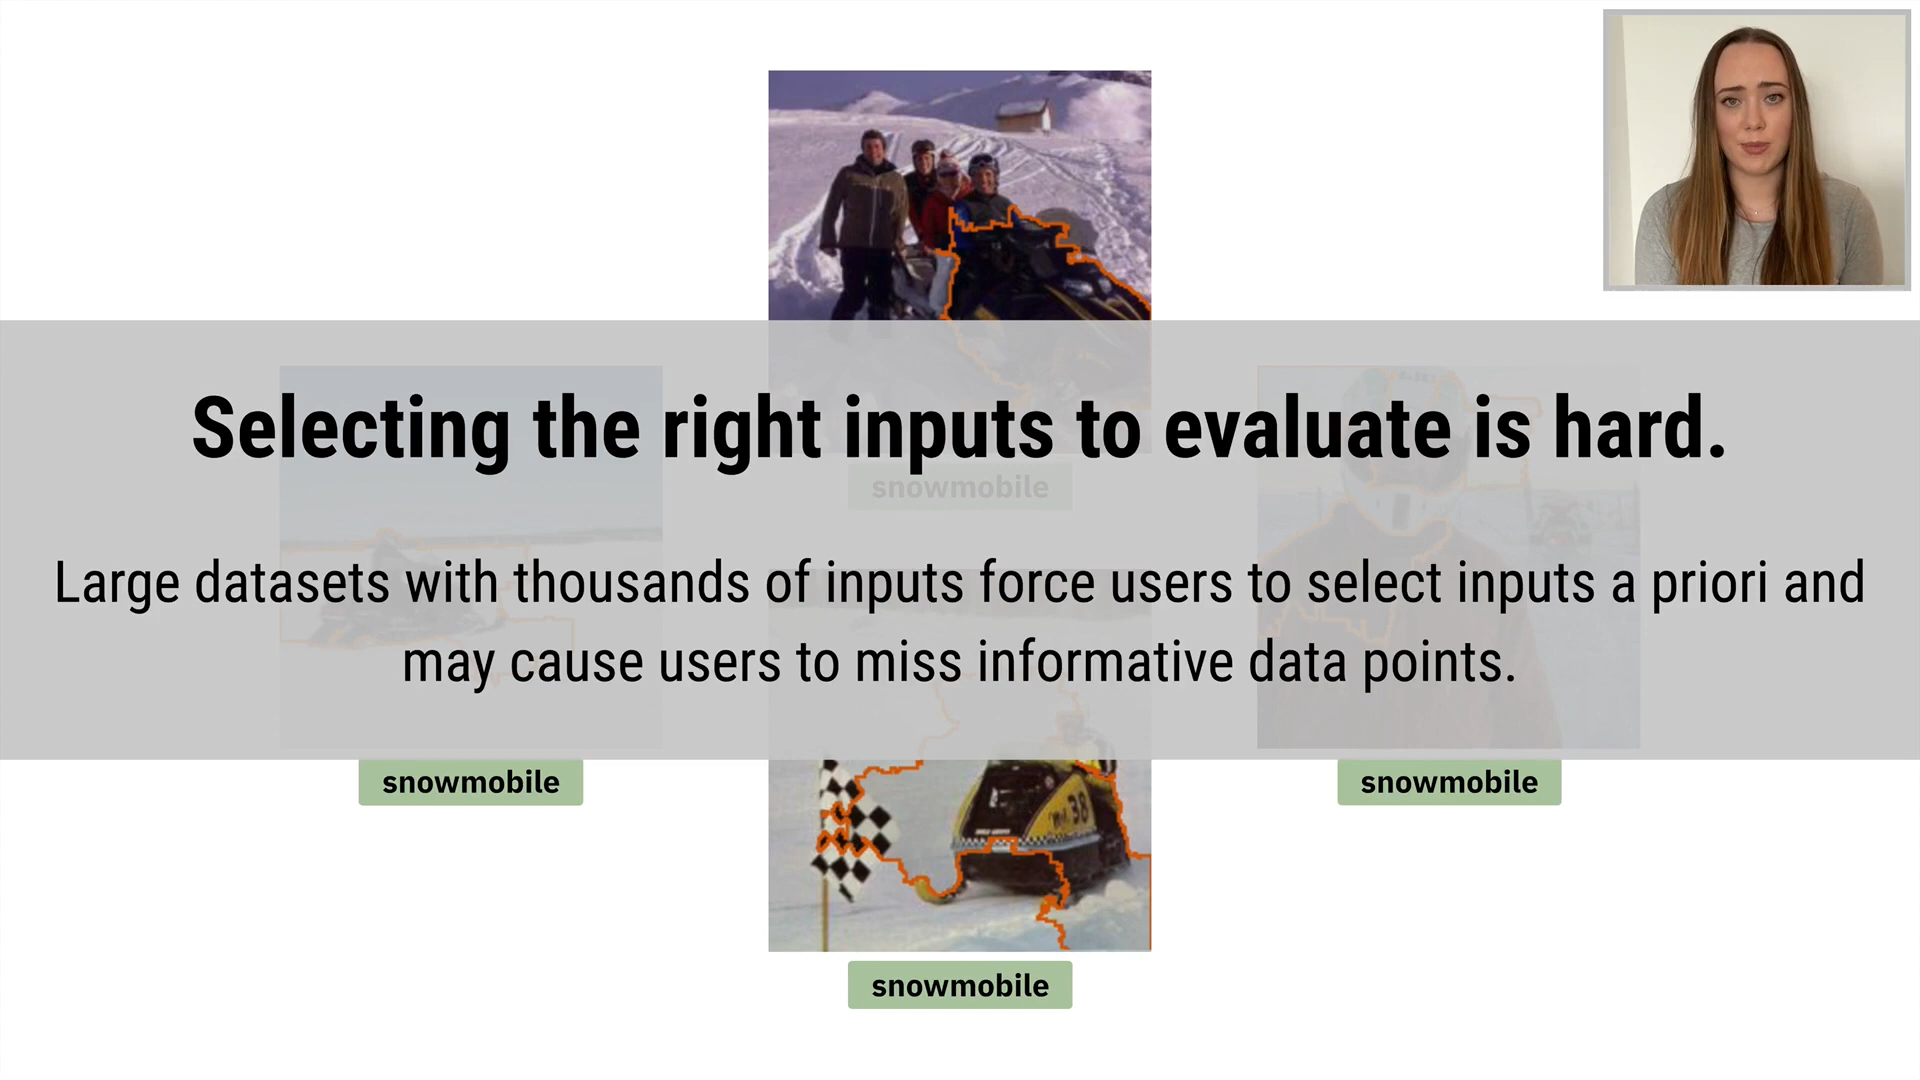 Selecting the right inputs to evaluate is hard.
snowmobile
Large datasets with thousands of inputs force users to select inputs a priori and
may cause users to miss informative data points.
snowmobile
snowmobile
38
snowmobile